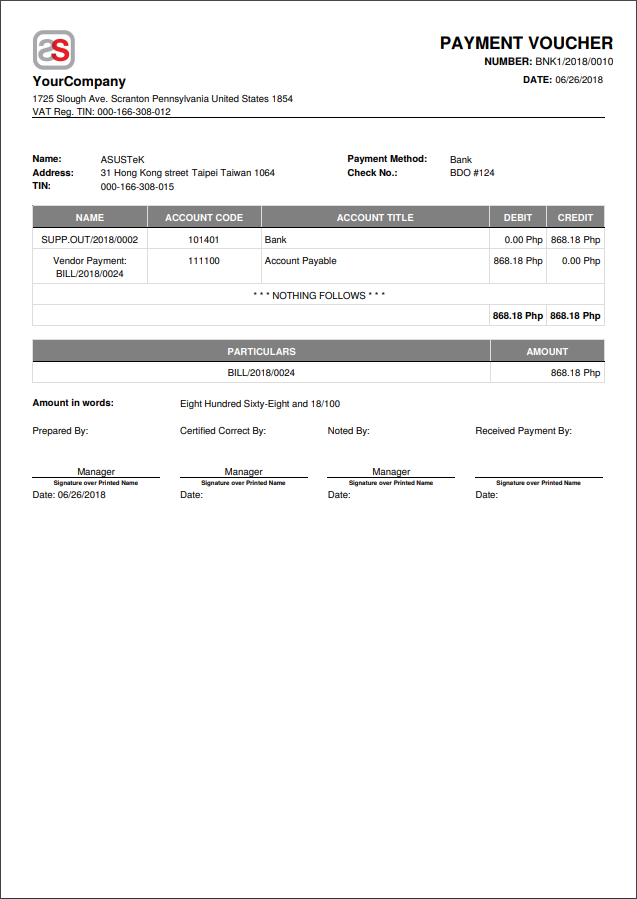 as
PAYMENT VOUCHER
NUMBER: BNK1/2018/0010
YourCompany
DATE: 06/26/2018
1725 Slough Ave. Scranton Pennsylvania United States 1854
VAT Reg. TIN: 000-166-308-012
Name: ASUSTeK Payment Method: Bank
Address: 31 Hong Kong street Taipei Taiwan 1064 Check No.: BDO #124
TIN: 000-166-308-015
NAME ACCOUNT CODE ACCOUNT TITLE DEBIT CREDIT
SUPP.OUT/2018/0002 101401 Bank 0.00 Php 868.18 Php
Vendor Payment: 111100 Account Payable 868.18 Php 0.00 Php
BILL/2018/0024
* * * NOTHING FOLLOWS * * *
868.18 Php 868.18 Php
PARTICULARS AMOUNT
BILL/2018/0024 868.18 Php
Amount in words: Eight Hundred Sixty-Eight and 18/100
Prepared By: Certified Correct By: Noted By: Received Payment By:
Manager Manager Manager
Signature over Printed Name Signature over Printed Name Signature over Printed Name Signature over Printed Name
Date: 06/26/2018 Date: Date: Date: